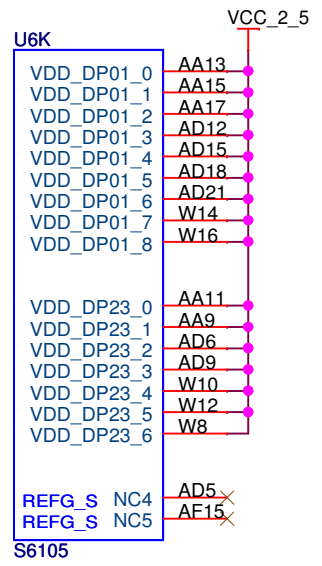 VCC_2_5
U6K
VDD_DP01_0 AA13
VDD_DP01_1 AA15
VDD_DP01_2 AA17
VDD_DP01_3 AD12
VDD_DP01_4 AD15
VDD_DP01_5 AD18
VDD_DP01_6 AD21
VDD_DP01_7 W14
VDD_DP01_8 W16
VDD_DP23_0 AA11
VDD_DP23_1 AA9
VDD_DP23_2 AD6
VDD_DP23_3 AD9
VDD_DP23_4 W10
VDD_DP23_5 W12
VDD_DP23_6 W8
REFG_S NC4 AD5
REFG_S NC5 AF15
S6105